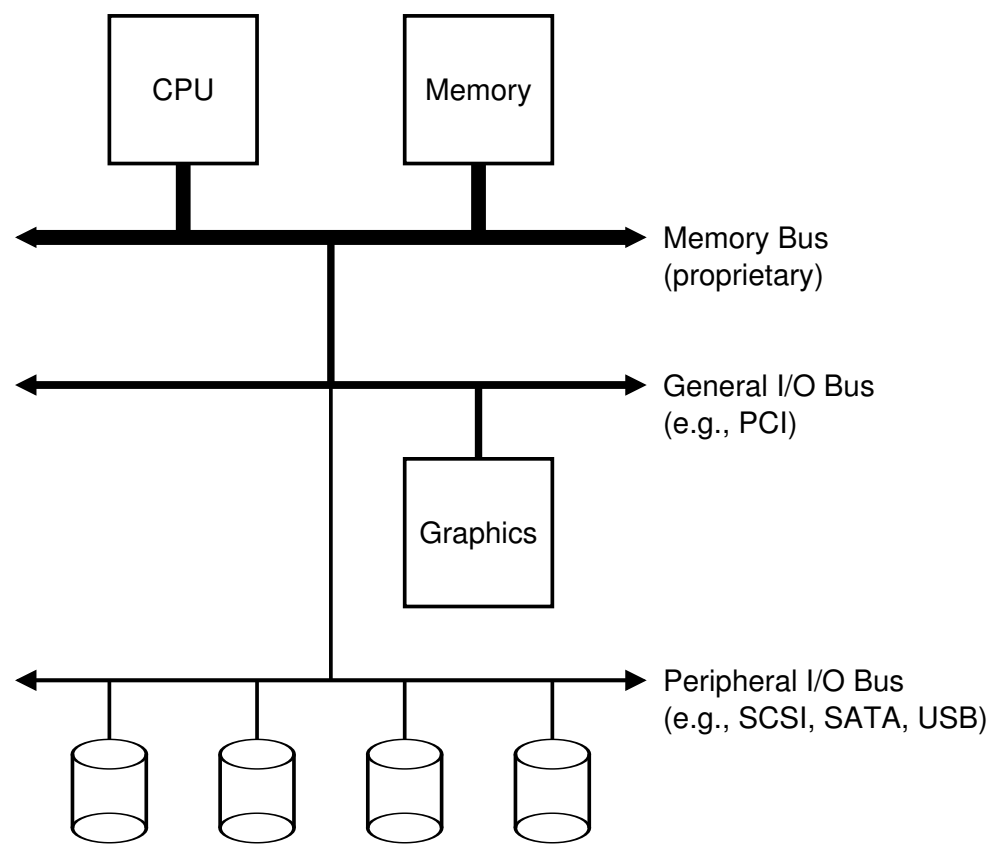 CPU
Memory
Memory Bus
(proprietary)
General I/O Bus
(e.g., PCI)
Graphics
Peripheral I/O Bus
(e.g., SCSI, SATA, USB)